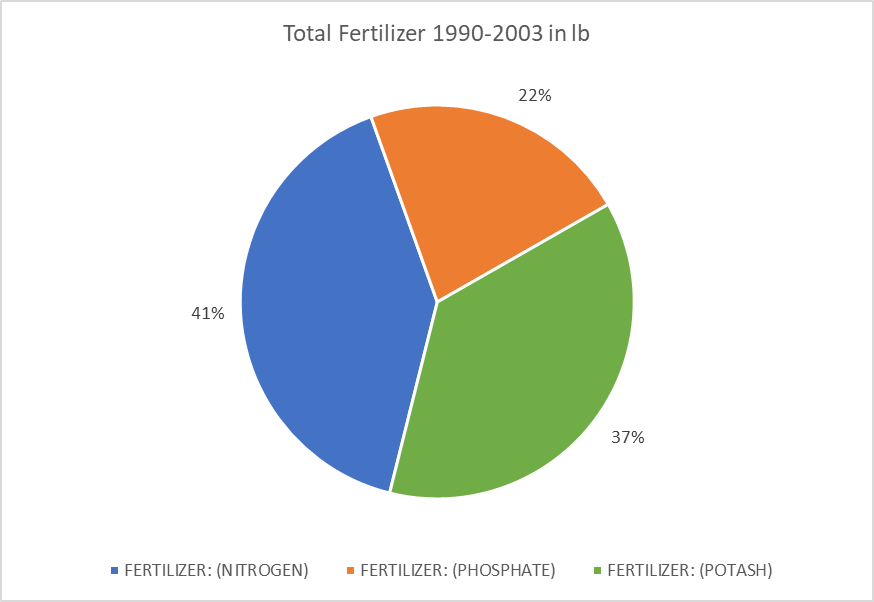 Total Fertilizer 1990-2003 in lb
22%
41%
37%
FERTILIZER: (NITROGEN) FERTILIZER: (PHOSPHATE) FERTILIZER: (POTASH)